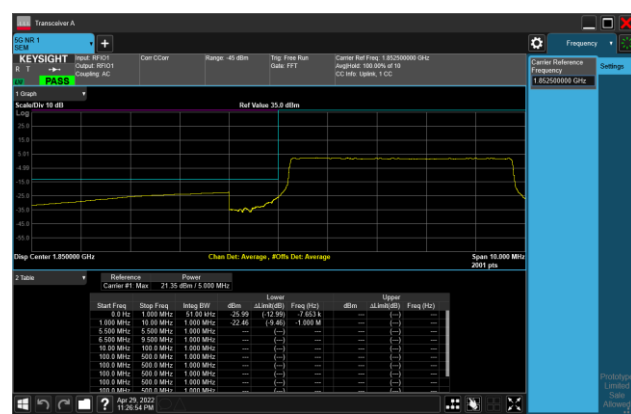 Transceiver A
5G NR 1
SEM
Frequency
KEYSIGHT
R T
PASS
Input: RFIO1
Output: RFIO1
Coupling: AC
Corr CCorr
Range: -45 dBm
Trig: Free Run
Gate: FFT
Carrier Ref Freq: 1.852500000 GHz
Avg|Hold: 100.00% of 10
CC Info: Uplink, 1 CC
Carrier Reference
Frequency
1.852500000 GHz
Settings
1 Graph
Scale/Div 10 dB
Ref Value 35.0 dBm
Log
25.0
15.0
5.01
-4.99
-15.0
-25.0
-35.0
-45.0
-55.0
Disp Center 1.850000 GHz
Chan Det: Average, #Offs Det: Average
Span 10.000 MHz
2001 pts
2 Table
Reference Power
Carrier #1 Max 21.35 dBm / 5.000 MHz
Lower Upper
Start Freq Stop Freq Integ BW dBm ΔLimit(dB) Freq (Hz) dBm ΔLimit(dB) Freq (Hz)
0.0 Hz 1.000 MHz 51.00 kHz -25.99 (-12.99) -7.653 k --- (---) ---
1.000 MHz 10.00 MHz 1.000 MHz -22.46 (-9.46) -1.000 M --- (---) ---
5.500 MHz 5.500 MHz 1.000 MHz --- (---) --- --- (---) ---
6.500 MHz 9.500 MHz 1.000 MHz --- (---) --- --- (---) ---
10.00 MHz 100.0 MHz 1.000 MHz --- (---) --- --- (---) ---
100.0 MHz 500.0 MHz 1.000 MHz --- (---) --- --- (---) ---
100.0 MHz 500.0 MHz 1.000 MHz --- (---) --- --- (---) ---
100.0 MHz 500.0 MHz 1.000 MHz --- (---) --- --- (---) ---
100.0 MHz 500.0 MHz 1.000 MHz --- (---) --- --- (---) ---
100.0 MHz 500.0 MHz 1.000 MHz --- (---) --- --- (---) ---
Prototype
Limited
Sale
Allowed
Apr 29, 2022
11:26:54 PM